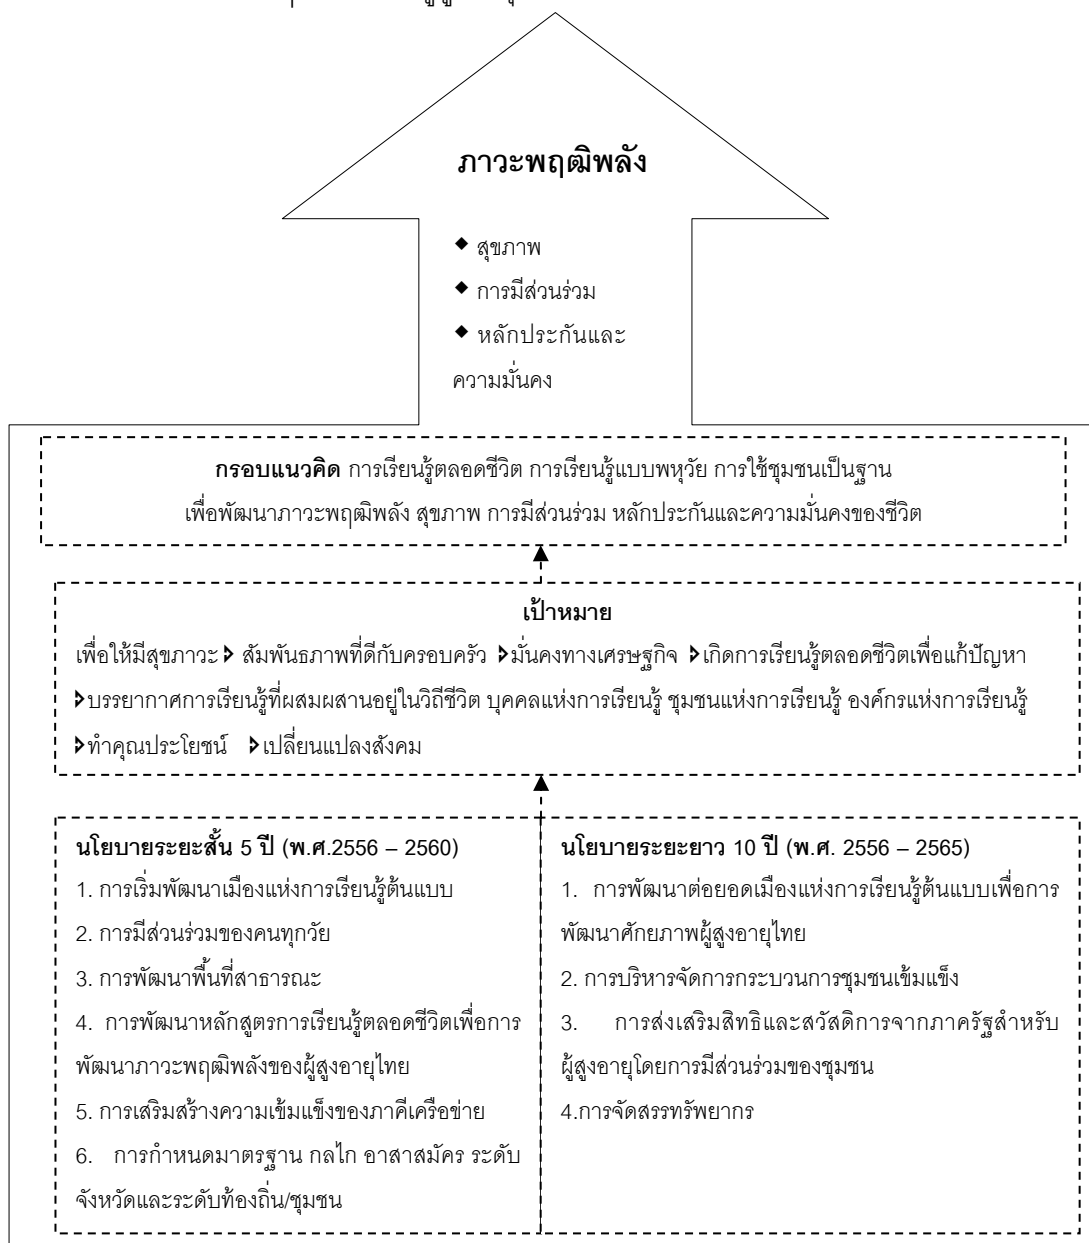 ภาวะพฤฒิพลัง
◆ สุขภาพ
◆ การมีส่วนร่วม
◆ หลักประกันและ
ความมั่นคง
กรอบแนวคิด การเรียนรู้ตลอดชีวิต การเรียนรู้แบบพหุวัย การใช้ชุมชนเป็นฐาน
เพื่อพัฒนาภาวะพฤฒิพลัง สุขภาพ การมีส่วนร่วม หลักประกันและความมั่นคงของชีวิต
เป้าหมาย
เพื่อให้มีสุขภาวะ สัมพันธภาพที่ดีกับครอบครัว มั่นคงทางเศรษฐกิจ เกิดการเรียนรู้ตลอดชีวิตเพื่อแก้ปัญหา
บรรยากาศการเรียนรู้ที่ผสมผสานอยู่ในวิถีชีวิต บุคคลแห่งการเรียนรู้ ชุมชนแห่งการเรียนรู้ องค์กรแห่งการเรียนรู้
ทำคุณประโยชน์ เปลี่ยนแปลงสังคม
นโยบายระยะสั้น 5 ปี (พ.ศ.2556 – 2560)
1. การเริ่มพัฒนาเมืองแห่งการเรียนรู้ต้นแบบ
2. การมีส่วนร่วมของคนทุกวัย
3. การพัฒนาพื้นที่สาธารณะ
4. การพัฒนาหลักสูตรการเรียนรู้ตลอดชีวิตเพื่อการ
พัฒนาภาวะพฤฒิพลังของผู้สูงอายุไทย
5. การเสริมสร้างความเข้มแข็งของภาคีเครือข่าย
6. การกำหนดมาตรฐาน กลไก อาสาสมัคร ระดับ
จังหวัดและระดับท้องถิ่น/ชุมชน
นโยบายระยะยาว 10 ปี (พ.ศ. 2556 – 2565)
1. การพัฒนาต่อยอดเมืองแห่งการเรียนรู้ต้นแบบเพื่อการ
พัฒนาศักยภาพผู้สูงอายุไทย
2. การบริหารจัดการกระบวนการชุมชนเข้มแข็ง
3. การส่งเสริมสิทธิและสวัสดิการจากภาครัฐสำหรับ
ผู้สูงอายุโดยการมีส่วนร่วมของชุมชน
4.การจัดสรรทรัพยากร